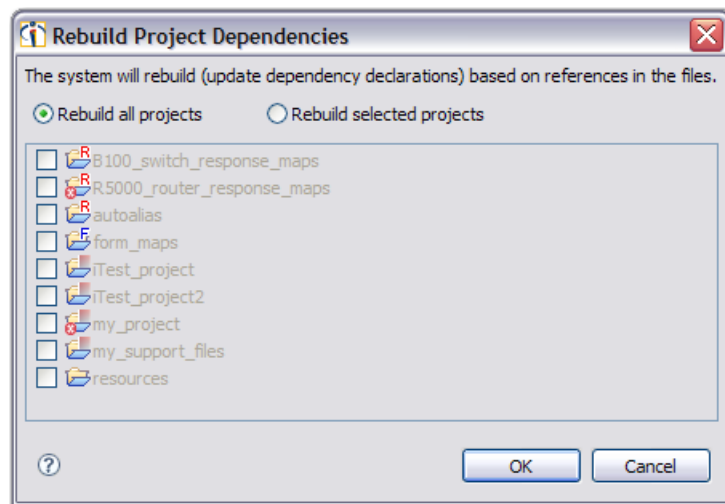 Rebuild Project Dependencies
The system will rebuild (update dependency declarations) based on references in the files.
Rebuild all projects Rebuild selected projects
B100_switch_response_maps
R5000_router_response_maps
autoalias
form_maps
iTest_project
iTest_project2
my_project
my_support_files
resources
OK Cancel